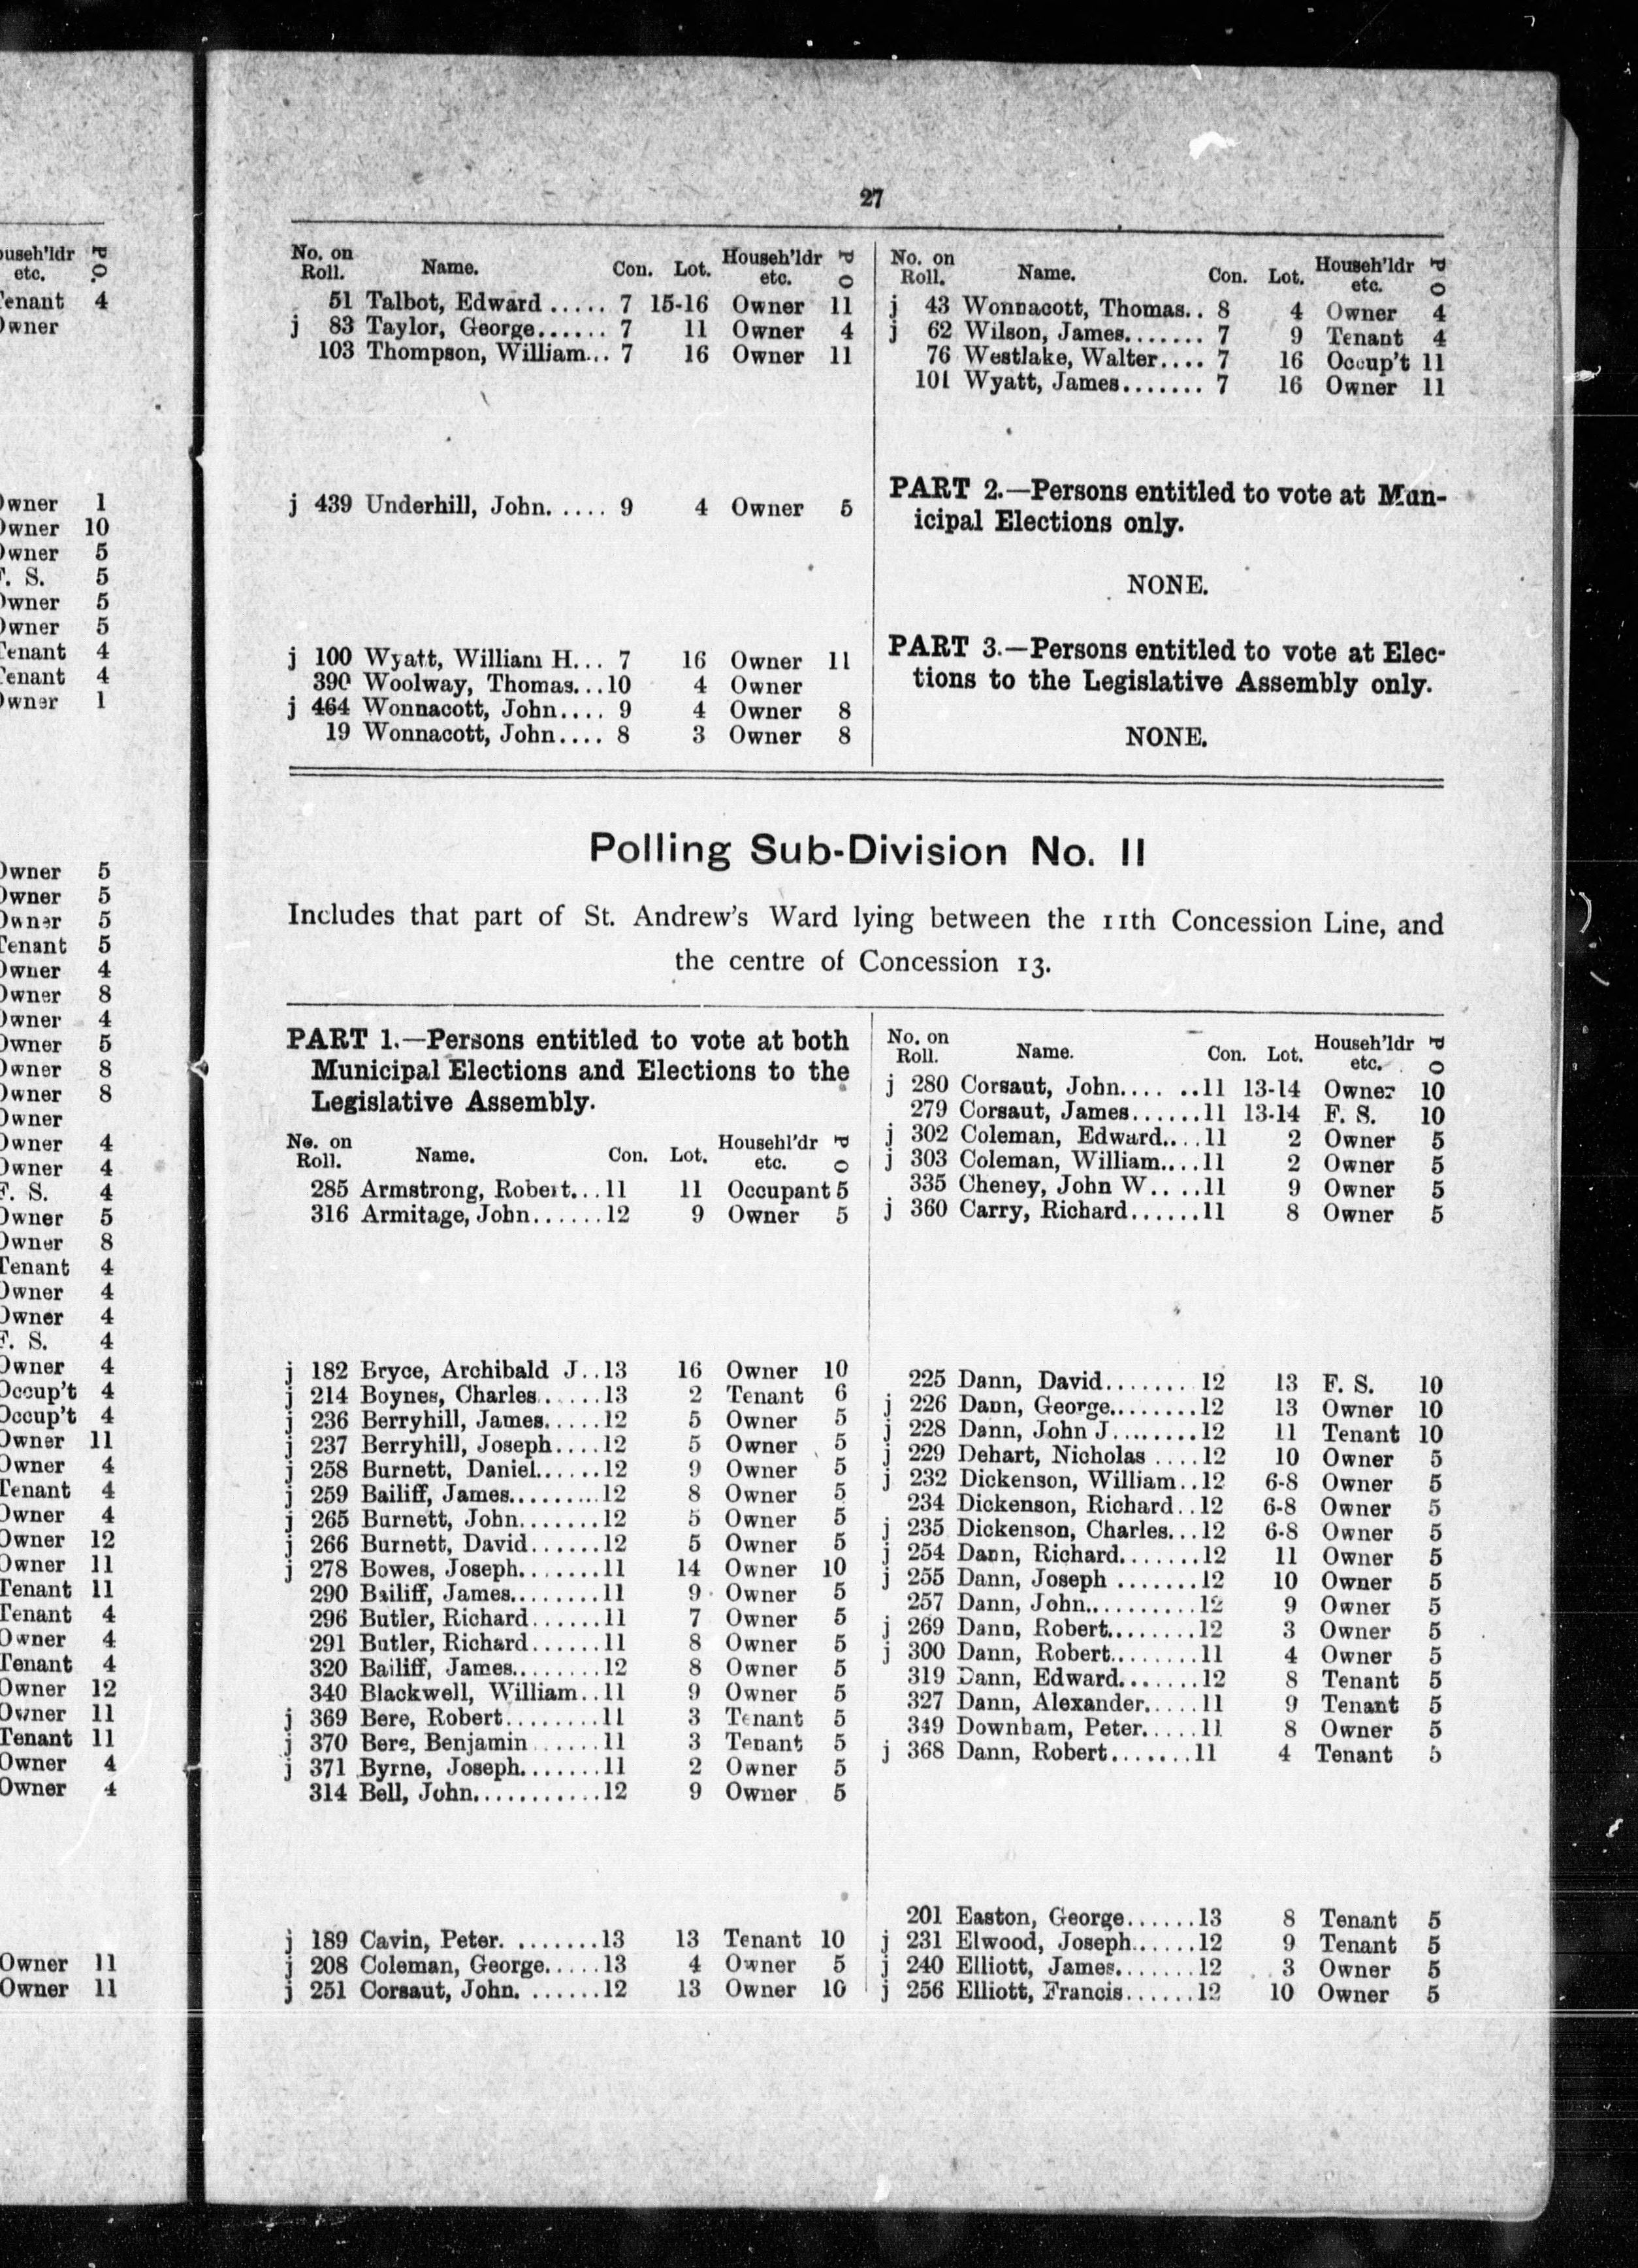 27
No. on Roll. Name. Con. Lot. Househ'ldr etc. P O
51 Talbot, Edward ..... 7 15-16 Owner 11
j 83 Taylor, George...... 7 11 Owner 4
103 Thompson, William... 7 16 Owner 11
j 439 Underhill, John. ..... 9 4 Owner 5
j 100 Wyatt, William H... 7 16 Owner 11
390 Woolway, Thomas...10 4 Owner
j 464 Wonnacott, John.... 9 4 Owner 8
19 Wonnacott, John.... 8 3 Owner 8
No. on Roll. Name. Con. Lot. Househ'ldr etc. P O
j 43 Wonnacott, Thomas.. 8 4 Owner 4
j 62 Wilson, James....... 7 9 Tenant 4
76 Westlake, Walter.... 7 16 Occup't 11
101 Wyatt, James....... 7 16 Owner 11
PART 2.—Persons entitled to vote at Mun-
icipal Elections only.
NONE.
PART 3.—Persons entitled to vote at Elec-
tions to the Legislative Assembly only.
NONE.
Polling Sub-Division No. II
Includes that part of St. Andrew's Ward lying between the 11th Concession Line, and
the centre of Concession 13.
PART 1.—Persons entitled to vote at both
Municipal Elections and Elections to the
Legislative Assembly.
No. on Roll. Name. Con. Lot. Househl'dr etc. P O
285 Armstrong, Robert...11 11 Occupant 5
316 Armitage, John......12 9 Owner 5
j 182 Bryce, Archibald J..13 16 Owner 10
j 214 Boynes, Charles......13 2 Tenant 6
j 236 Berryhill, James.....12 5 Owner 5
j 237 Berryhill, Joseph....12 5 Owner 5
j 258 Burnett, Daniel......12 9 Owner 5
j 259 Bailiff, James.........12 8 Owner 5
j 265 Burnett, John........12 5 Owner 5
j 266 Burnett, David......12 5 Owner 5
j 278 Bowes, Joseph........11 14 Owner 10
290 Bailiff, James.........11 9 Owner 5
296 Butler, Richard......11 7 Owner 5
291 Butler, Richard......11 8 Owner 5
320 Bailiff, James.........12 8 Owner 5
340 Blackwell, William..11 9 Owner 5
j 369 Bere, Robert.........11 3 Tenant 5
j 370 Bere, Benjamin......11 3 Tenant 5
j 371 Byrne, Joseph........11 2 Owner 5
314 Bell, John............12 9 Owner 5
j 189 Cavin, Peter. ........13 13 Tenant 10
j 208 Coleman, George.....13 4 Owner 5
j 251 Corsaut, John. ......12 13 Owner 10
No. on Roll. Name. Con. Lot. Househ'ldr etc. P O
j 280 Corsaut, John.... ..11 13-14 Owner 10
279 Corsaut, James......11 13-14 F. S. 10
j 302 Coleman, Edward....11 2 Owner 5
j 303 Coleman, William....11 2 Owner 5
335 Cheney, John W.. ..11 9 Owner 5
j 360 Carry, Richard......11 8 Owner 5
225 Dann, David........ 12 13 F. S. 10
j 226 Dann, George.........12 13 Owner 10
j 228 Dann, John J........12 11 Tenant 10
j 229 Dehart, Nicholas ....12 10 Owner 5
j 232 Dickenson, William..12 6-8 Owner 5
234 Dickenson, Richard..12 6-8 Owner 5
j 235 Dickenson, Charles...12 6-8 Owner 5
j 254 Dann, Richard........12 11 Owner 5
j 255 Dann, Joseph .......12 10 Owner 5
257 Dann, John...........12 9 Owner 5
j 269 Dann, Robert.........12 3 Owner 5
j 300 Dann, Robert.........11 4 Owner 5
319 Dann, Edward........12 8 Tenant 5
327 Dann, Alexander......11 9 Tenant 5
349 Downham, Peter......11 8 Owner 5
j 368 Dann, Robert.......11 4 Tenant 5
201 Easton, George......13 8 Tenant 5
j 231 Elwood, Joseph......12 9 Tenant 5
j 240 Elliott, James........12 3 Owner 5
j 256 Elliott, Francis......12 10 Owner 5